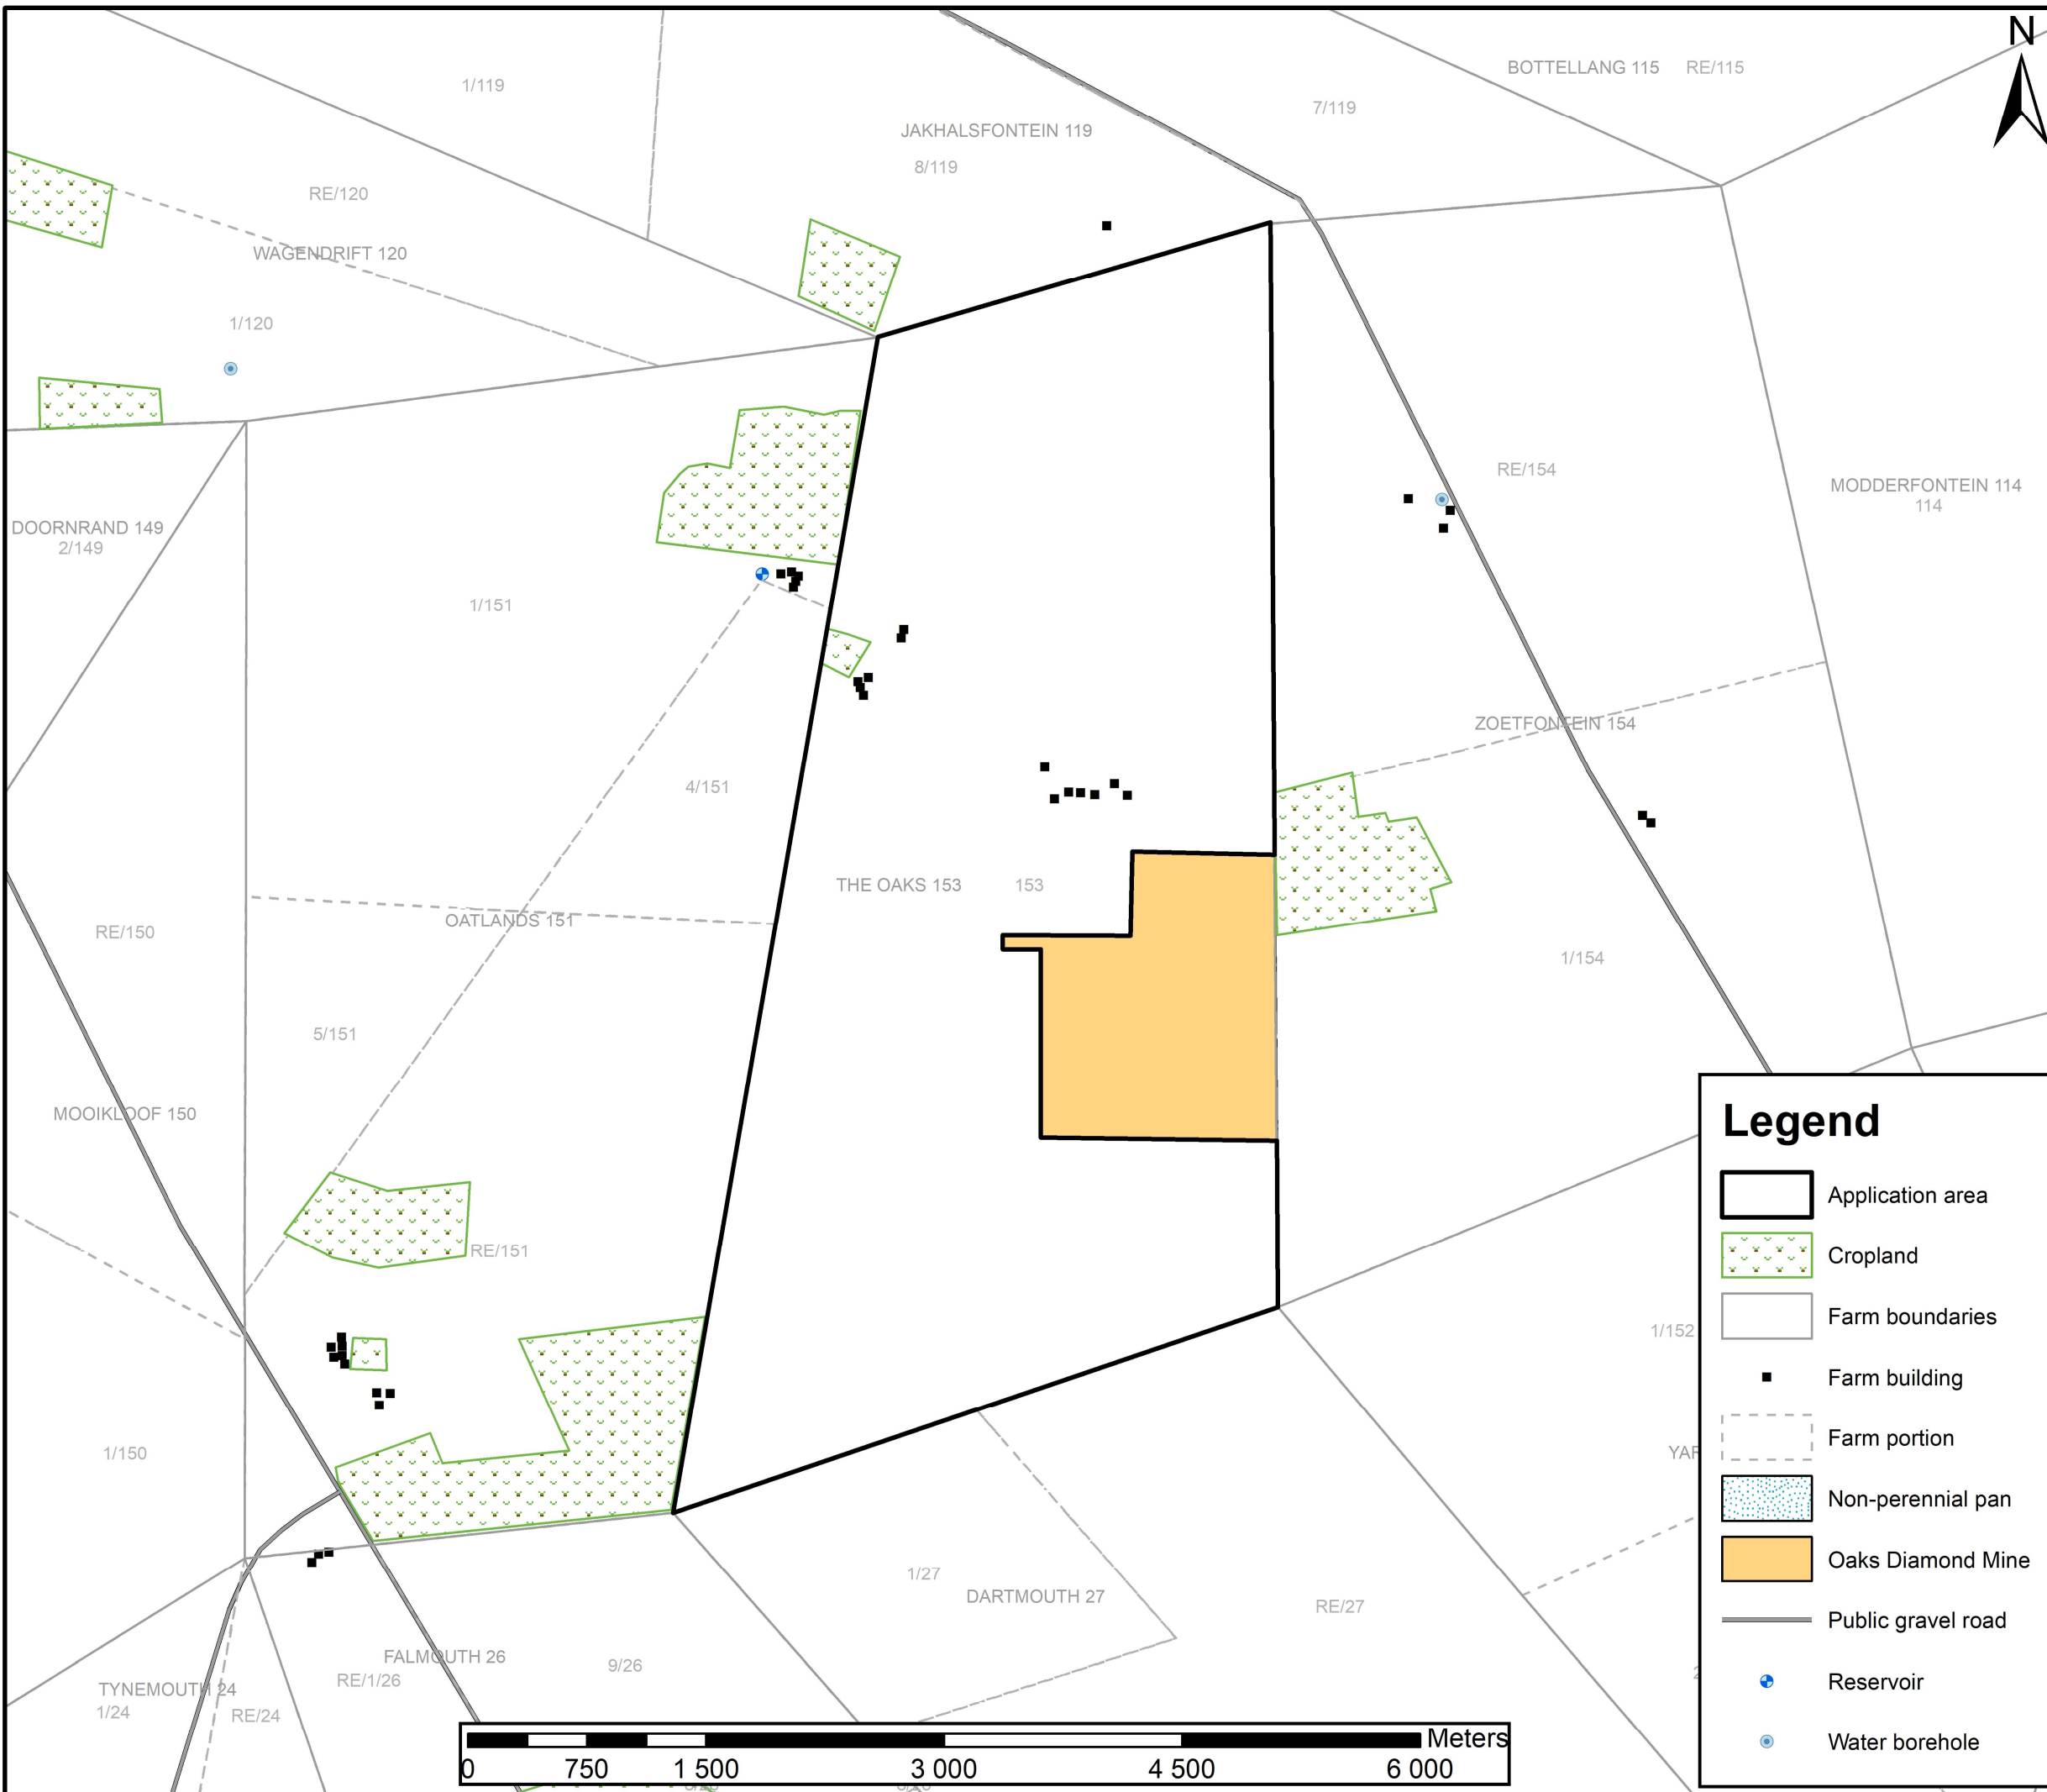 N
BOTTELLANG 115
RE/115
1/119
7/119
JAKHALSFONTEIN 119
8/119
RE/120
WAGENDRIFT 120
1/120
RE/154
MODDERFONTEIN 114
114
DOORNRAND 149
2/149
1/151
ZOETFONTEIN 154
4/151
THE OAKS 153
153
OATLANDS 151
RE/150
1/154
5/151
MOOIKLOOF 150
RE/151
1/152
1/150
YAR
1/27
DARTMOUTH 27
RE/27
FALMOUTH 26
9/26
RE/1/26
TYNEMOUTH 24
1/24
RE/24
Legend
Application area
Cropland
Farm boundaries
Farm building
Farm portion
Non-perennial pan
Oaks Diamond Mine
Public gravel road
Reservoir
Water borehole
Meters
0 750 1 500 3 000 4 500 6 000